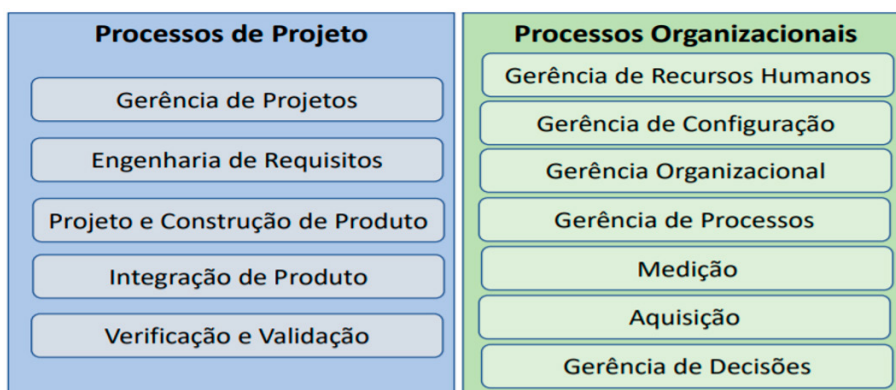 Processos de Projeto
Gerência de Projetos
Engenharia de Requisitos
Projeto e Construção de Produto
Integração de Produto
Verificação e Validação
Processos Organizacionais
Gerência de Recursos Humanos
Gerência de Configuração
Gerência Organizacional
Gerência de Processos
Medição
Aquisição
Gerência de Decisões